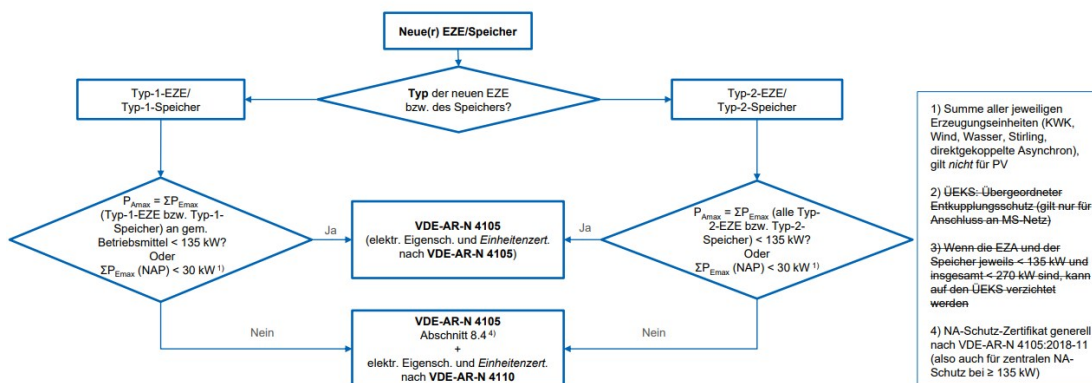 Neue(r) EZE/Speicher
Typ der neuen EZE
bzw. des Speichers?
Typ-1-EZE/
Typ-1-Speicher
Typ-2-EZE/
Typ-2-Speicher
P_Amax = ΣP_Emax
(Typ-1-EZE bzw. Typ-1-
Speicher) an gem.
Betriebsmittel < 135 kW?
Oder
ΣP_Emax (NAP) < 30 kW ¹⁾
Ja
VDE-AR-N 4105
(elektr. Eigensch. und Einheitenzert.
nach VDE-AR-N 4105)
Ja
P_Amax = ΣP_Emax (alle Typ-
2-EZE bzw. Typ-2-
Speicher) < 135 kW?
Oder
ΣP_Emax (NAP) < 30 kW ¹⁾
Nein
VDE-AR-N 4105
Abschnitt 8.4 ⁴⁾
+
elektr. Eigensch. und Einheitenzert.
nach VDE-AR-N 4110
Nein
1) Summe aller jeweiligen
Erzeugungseinheiten (KWK,
Wind, Wasser, Stirling,
direktgekoppelte Asynchron),
gilt nicht für PV
2) ÜEKS: Übergeordneter
Entkupplungsschutz (gilt nur für
Anschluss an MS-Netz)
3) Wenn die EZA und der
Speicher jeweils < 135 kW und
insgesamt < 270 kW sind, kann
auf den ÜEKS verzichtet
werden
4) NA-Schutz-Zertifikat generell
nach VDE-AR-N 4105:2018-11
(also auch für zentralen NA-
Schutz bei ≥ 135 kW)